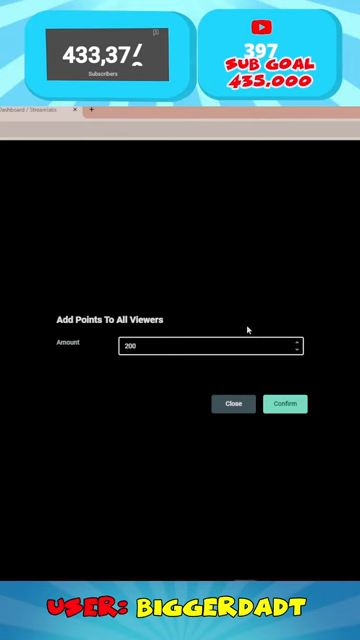 433,37
Subscribers
397
SUB GOAL
435.000
Dashboard / Streamlabs × +
Add Points To All Viewers
Amount 200
Close Confirm
USER: BIGGERDADT